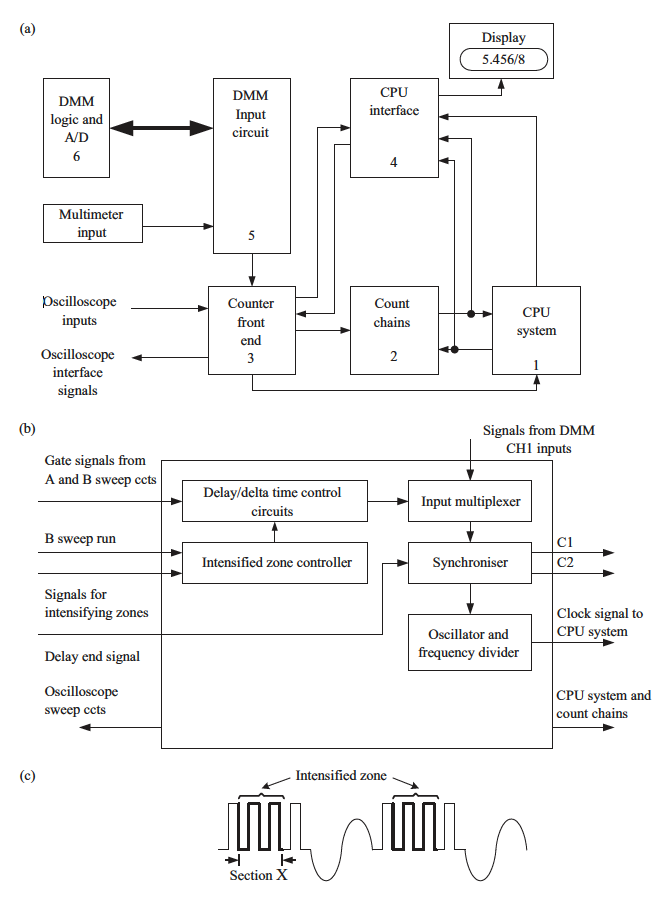 (a)
Display
5.456/8
DMM
logic and
A/D
6
DMM
Input
circuit
5
CPU
interface
4
Multimeter
input
Oscilloscope
inputs
Oscilloscope
interface
signals
Counter
front
end
3
Count
chains
2
CPU
system
1
(b)
Signals from DMM
CH1 inputs
Gate signals from
A and B sweep ccts
Delay/delta time control
circuits
Input multiplexer
B sweep run
Intensified zone controller
Synchroniser
C1
C2
Signals for
intensifying zones
Oscillator and
frequency divider
Clock signal to
CPU system
Delay end signal
Oscilloscope
sweep ccts
CPU system and
count chains
(c)
Intensified zone
Section X